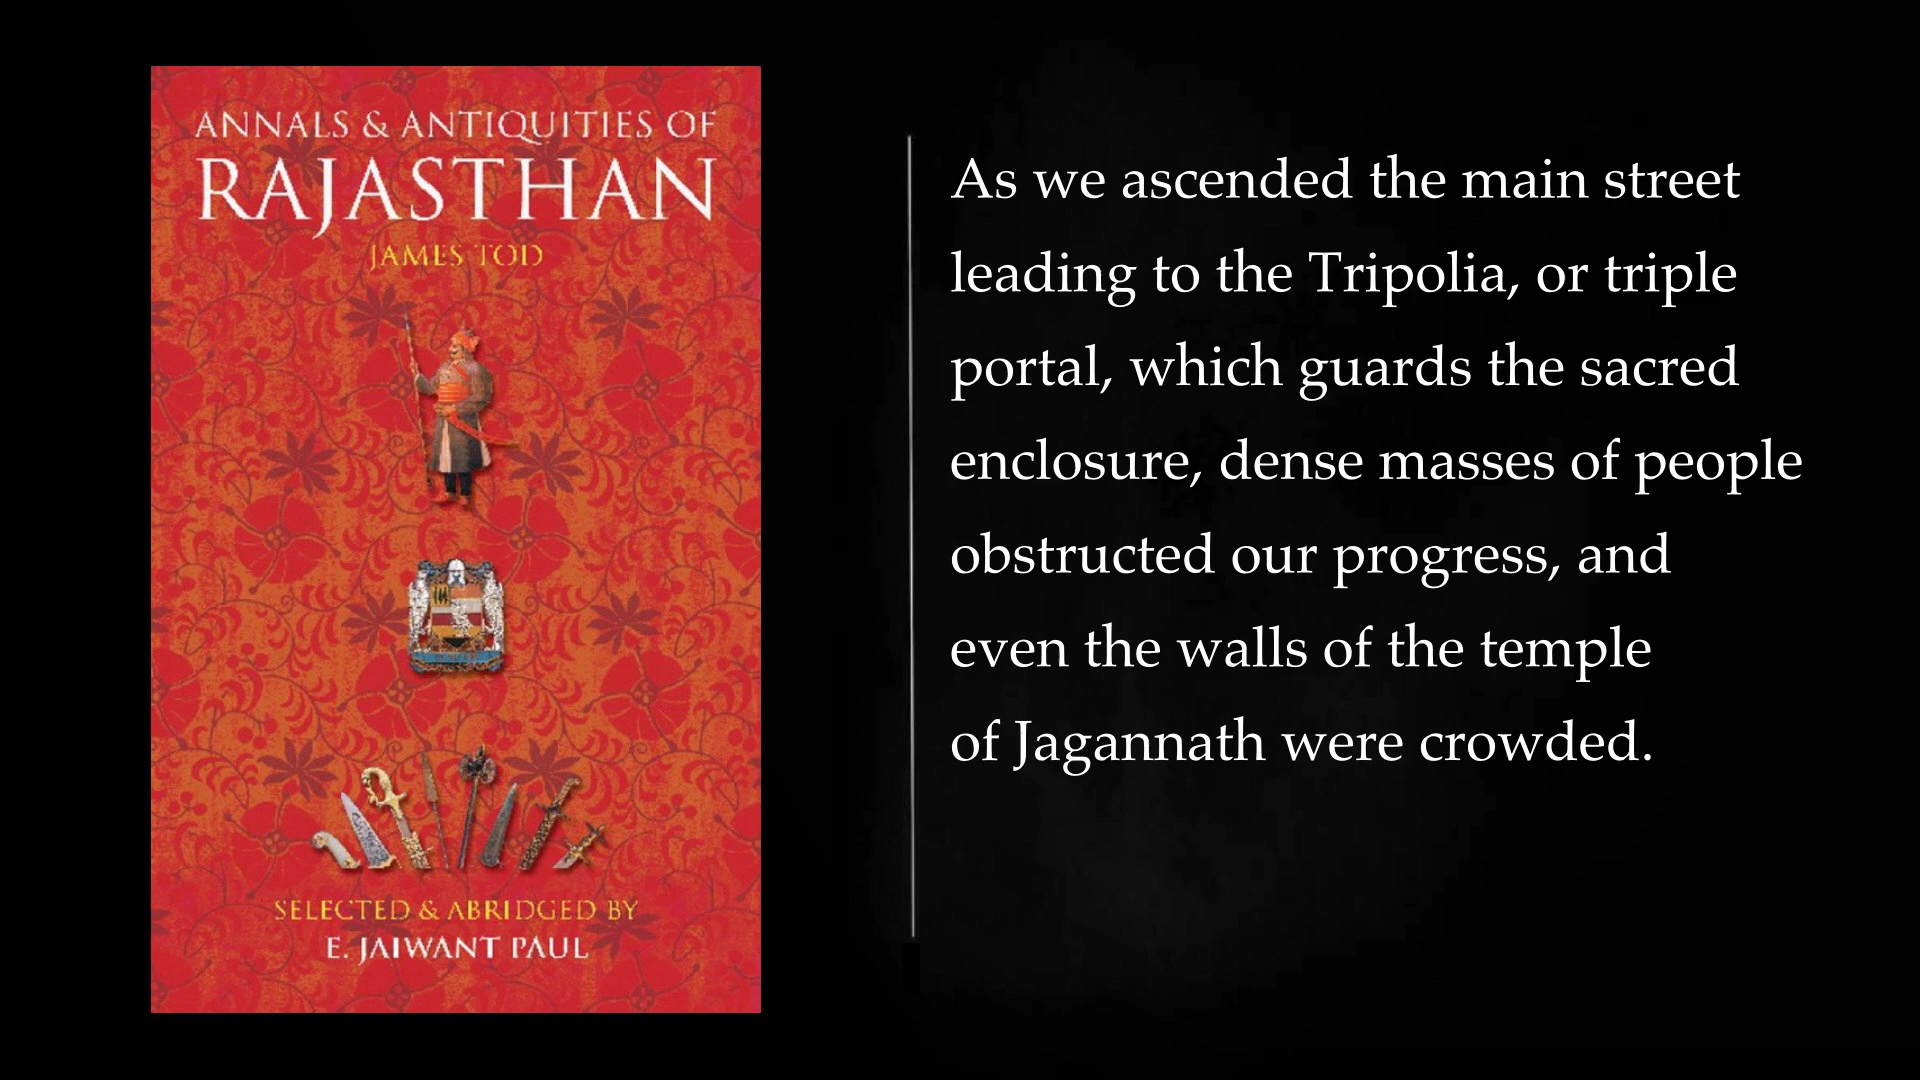 ANNALS & ANTIQUITIES OF
RAJASTHAN
JAMES TOD
SELECTED & ABRIDGED BY
E. JAIWANT PAUL
As we ascended the main street
leading to the Tripolia, or triple
portal, which guards the sacred
enclosure, dense masses of people
obstructed our progress, and
even the walls of the temple
of Jagannath were crowded.